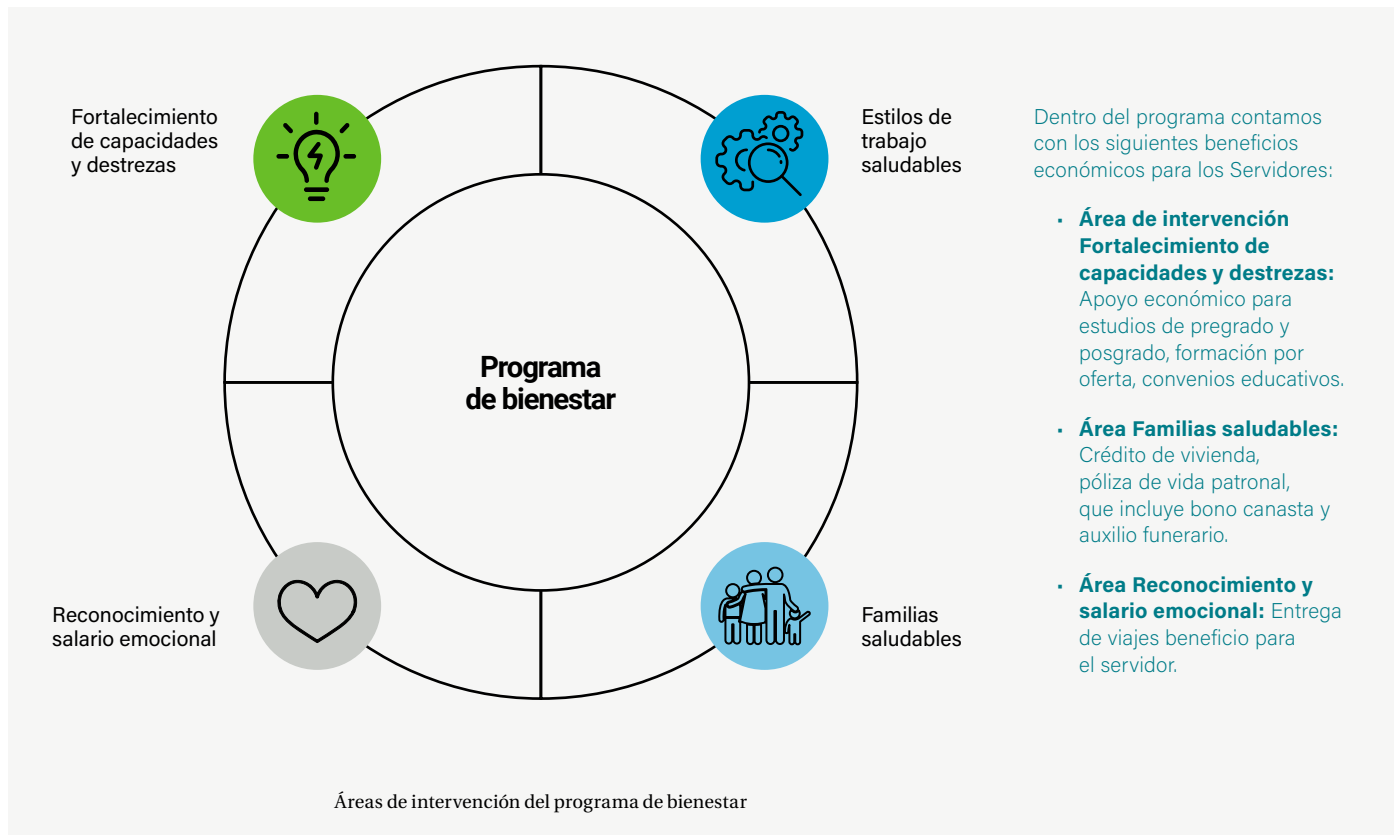 Fortalecimiento
de capacidades
y destrezas
Estilos de
trabajo
saludables
Programa
de bienestar
Reconocimiento y
salario emocional
Familias
saludables
Dentro del programa contamos
con los siguientes beneficios
económicos para los Servidores:
• Área de intervención
Fortalecimiento de
capacidades y destrezas:
Apoyo económico para
estudios de pregrado y
posgrado, formación por
oferta, convenios educativos.
• Área Familias saludables:
Crédito de vivienda,
póliza de vida patronal,
que incluye bono canasta y
auxilio funerario.
• Área Reconocimiento y
salario emocional: Entrega
de viajes beneficio para
el servidor.
Áreas de intervención del programa de bienestar